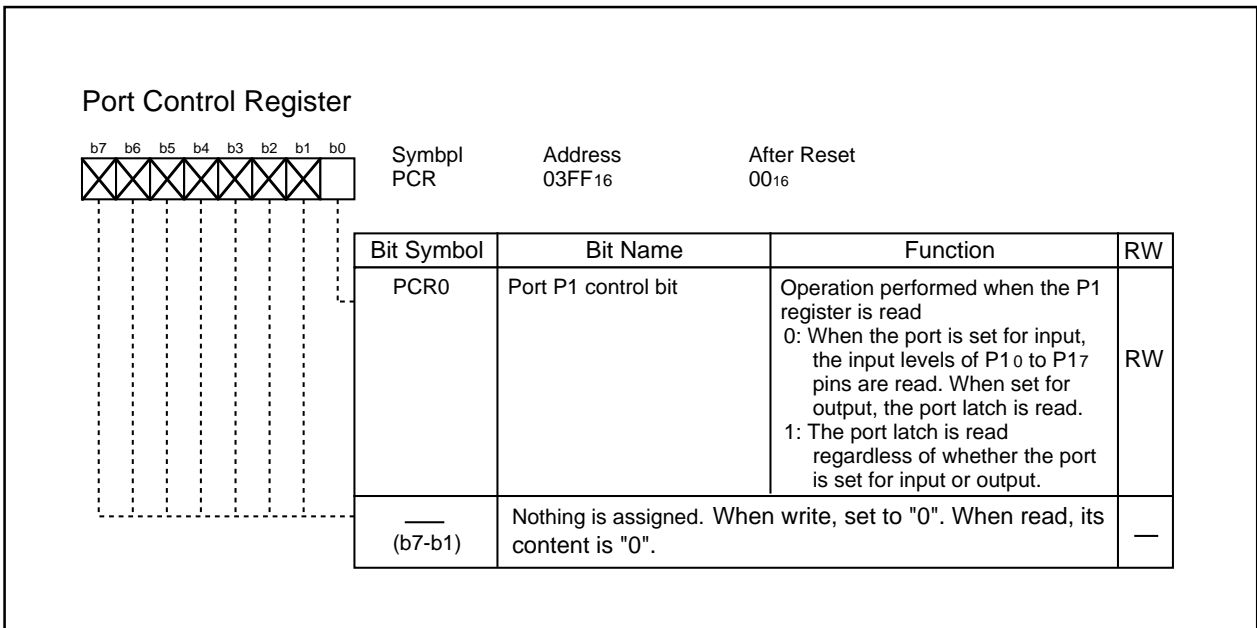 Port Control Register
b7 b6 b5 b4 b3 b2 b1 b0
Symbpl Address After Reset
PCR 03FF16 0016
Bit Symbol Bit Name Function RW
PCR0 Port P1 control bit Operation performed when the P1
register is read
0: When the port is set for input,
the input levels of P10 to P17
pins are read. When set for
output, the port latch is read.
1: The port latch is read
regardless of whether the port
is set for input or output.
RW
(b7-b1)
Nothing is assigned. When write, set to "0". When read, its
content is "0".
—